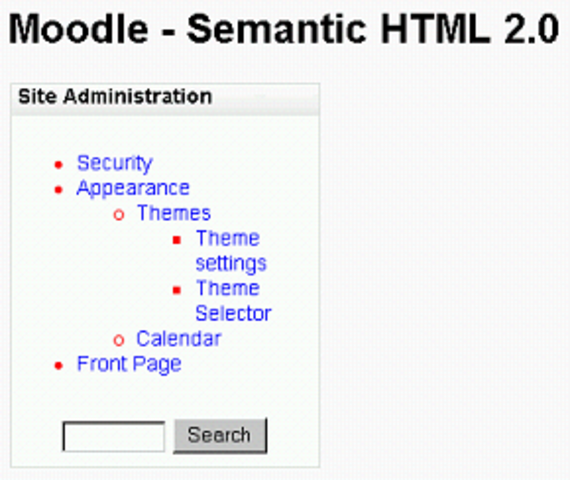 Moodle - Semantic HTML 2.0
Site Administration
Security
Appearance
Themes
Theme
settings
Theme
Selector
Calendar
Front Page
Search